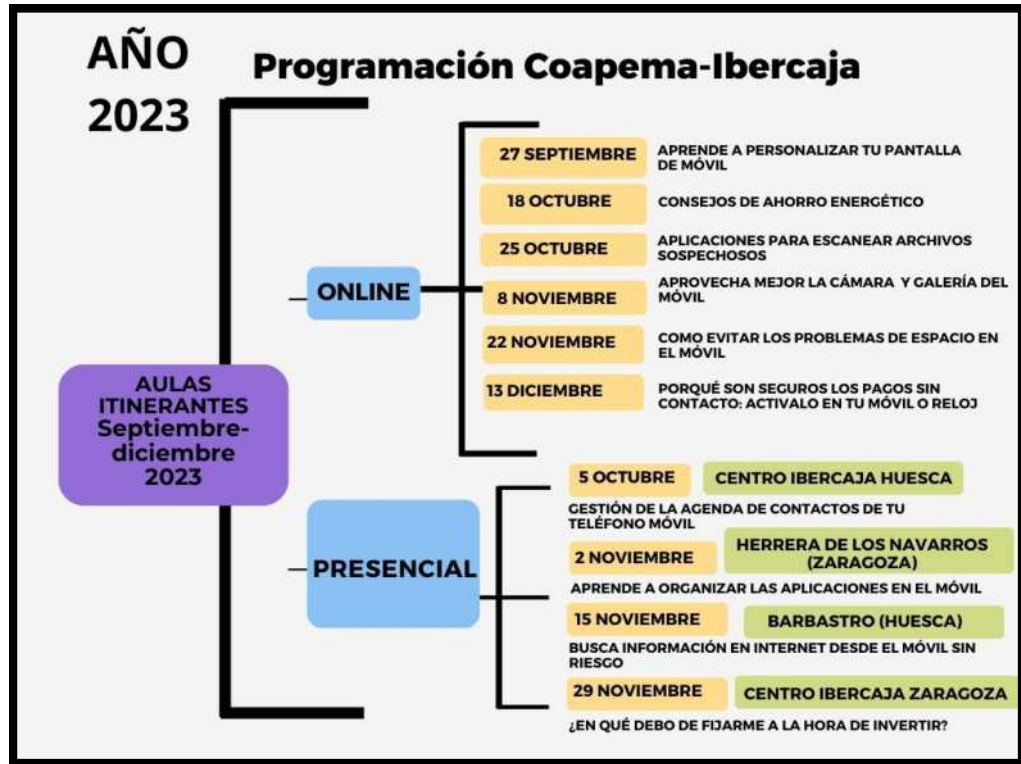 AÑO
2023
Programación Coapema-Ibercaja
AULAS
ITINERANTES
Septiembre-
diciembre
2023
ONLINE
27 SEPTIEMBRE
APRENDE A PERSONALIZAR TU PANTALLA
DE MÓVIL
18 OCTUBRE
CONSEJOS DE AHORRO ENERGÉTICO
25 OCTUBRE
APLICACIONES PARA ESCANEAR ARCHIVOS
SOSPECHOSOS
8 NOVIEMBRE
APROVECHA MEJOR LA CÁMARA Y GALERÍA DEL
MÓVIL
22 NOVIEMBRE
COMO EVITAR LOS PROBLEMAS DE ESPACIO EN
EL MÓVIL
13 DICIEMBRE
PORQUÉ SON SEGUROS LOS PAGOS SIN
CONTACTO: ACTIVALO EN TU MÓVIL O RELOJ
PRESENCIAL
5 OCTUBRE
CENTRO IBERCAJA HUESCA
GESTIÓN DE LA AGENDA DE CONTACTOS DE TU
TELÉFONO MÓVIL
2 NOVIEMBRE
HERRERA DE LOS NAVARROS
(ZARAGOZA)
APRENDE A ORGANIZAR LAS APLICACIONES EN EL MÓVIL
15 NOVIEMBRE
BARBASTRO (HUESCA)
BUSCA INFORMACIÓN EN INTERNET DESDE EL MÓVIL SIN
RIESGO
29 NOVIEMBRE
CENTRO IBERCAJA ZARAGOZA
¿EN QUÉ DEBO DE FIJARME A LA HORA DE INVERTIR?